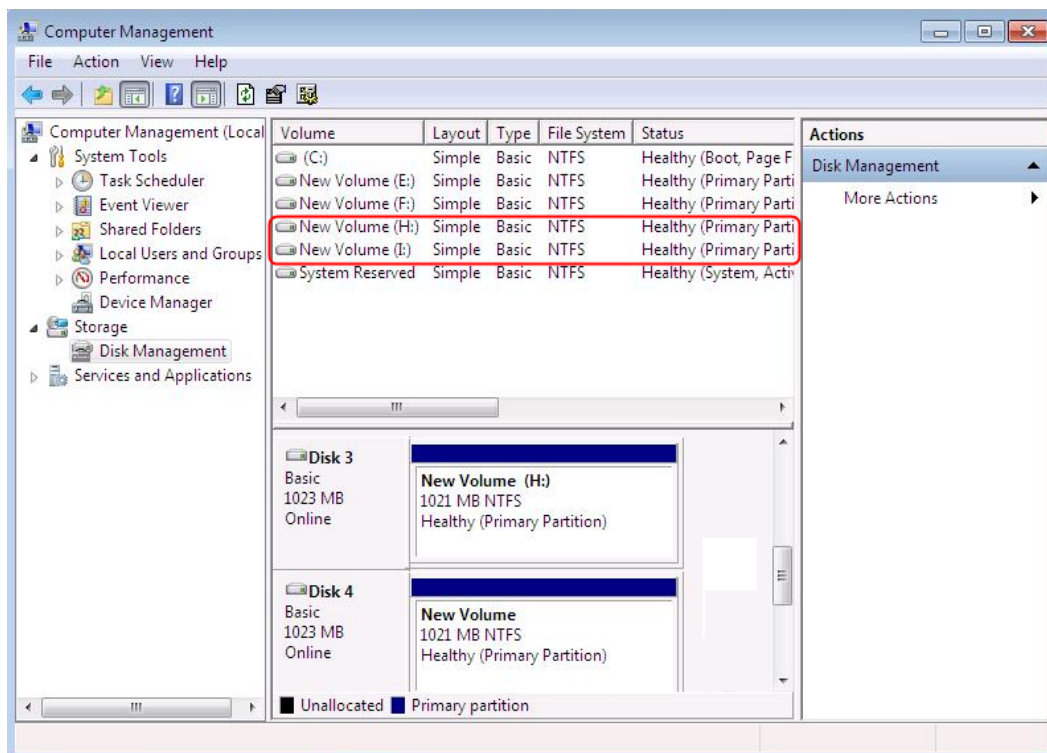 Computer Management
File Action View Help
Computer Management (Local
System Tools
Task Scheduler
Event Viewer
Shared Folders
Local Users and Groups
Performance
Device Manager
Storage
Disk Management
Services and Applications
Volume Layout Type File System Status
(C:) Simple Basic NTFS Healthy (Boot, Page F
New Volume (E:) Simple Basic NTFS Healthy (Primary Parti
New Volume (F:) Simple Basic NTFS Healthy (Primary Parti
New Volume (H:) Simple Basic NTFS Healthy (Primary Parti
New Volume (I:) Simple Basic NTFS Healthy (Primary Parti
System Reserved Simple Basic NTFS Healthy (System, Activ
Disk 3
Basic
1023 MB
Online
New Volume (H:)
1021 MB NTFS
Healthy (Primary Partition)
Disk 4
Basic
1023 MB
Online
New Volume
1021 MB NTFS
Healthy (Primary Partition)
Unallocated Primary partition
Actions
Disk Management
More Actions